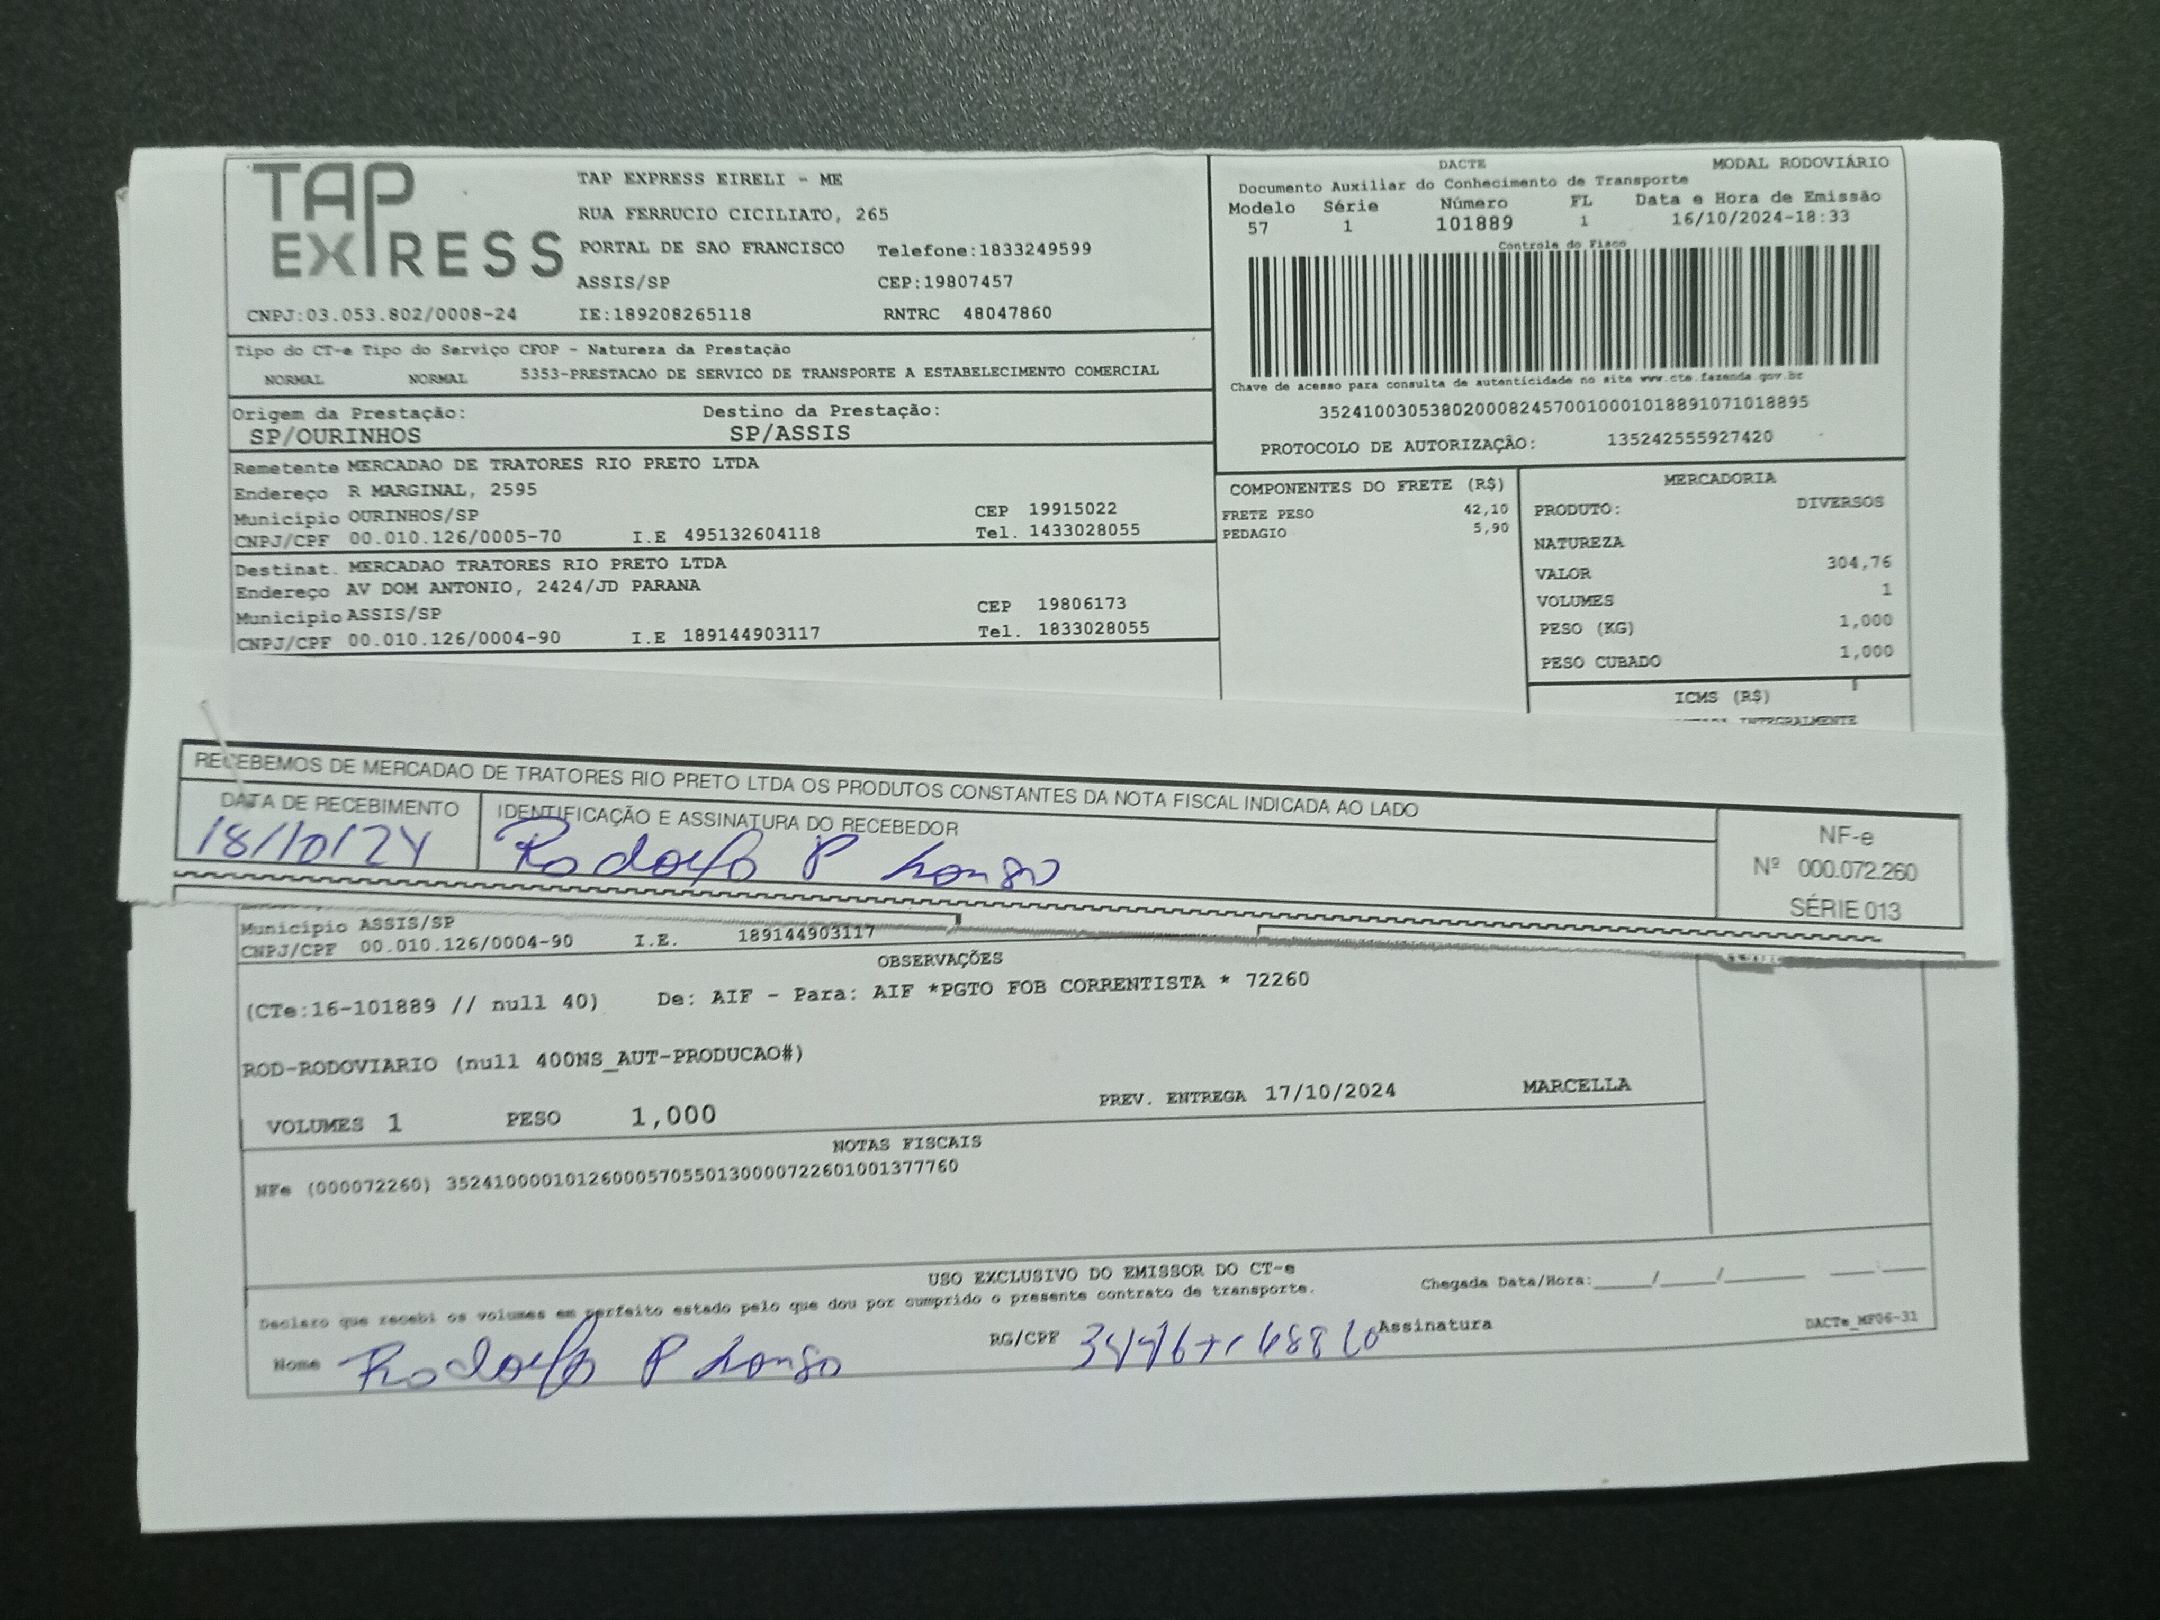 TAP EXPRESS
TAP EXPRESS EIRELI - ME
RUA FERRUCIO CICILIATO, 265
PORTAL DE SAO FRANCISCO Telefone:1833249599
ASSIS/SP CEP:19807457
CNPJ:03.053.802/0008-24 IE:189208265118 RNTRC 48047860
DACTE MODAL RODOVIÁRIO
Documento Auxiliar do Conhecimento de Transporte
Modelo Série Número FL Data e Hora de Emissão
57 1 101889 1 16/10/2024-18:33
Controle do Fisco
Chave de acesso para consulta de autenticidade no site www.cte.fazenda.gov.br
35241003053802000824570010001018891071018895
PROTOCOLO DE AUTORIZAÇÃO: 135242555927420
Tipo do CT-e Tipo do Serviço CFOP - Natureza da Prestação
NORMAL NORMAL 5353-PRESTACAO DE SERVICO DE TRANSPORTE A ESTABELECIMENTO COMERCIAL
Origem da Prestação: Destino da Prestação:
SP/OURINHOS SP/ASSIS
Remetente MERCADAO DE TRATORES RIO PRETO LTDA
Endereço R MARGINAL, 2595
Município OURINHOS/SP CEP 19915022
CNPJ/CPF 00.010.126/0005-70 I.E 495132604118 Tel. 1433028055
Destinat. MERCADAO TRATORES RIO PRETO LTDA
Endereço AV DOM ANTONIO, 2424/JD PARANA
Município ASSIS/SP CEP 19806173
CNPJ/CPF 00.010.126/0004-90 I.E 189144903117 Tel. 1833028055
COMPONENTES DO FRETE (R$)
FRETE PESO 42,10
PEDAGIO 5,90
MERCADORIA
PRODUTO: DIVERSOS
NATUREZA
VALOR 304,76
VOLUMES 1
PESO (KG) 1,000
PESO CUBADO 1,000
ICMS (R$)
INTEGRALMENTE
RECEBEMOS DE MERCADAO DE TRATORES RIO PRETO LTDA OS PRODUTOS CONSTANTES DA NOTA FISCAL INDICADA AO LADO
DATA DE RECEBIMENTO IDENTIFICAÇÃO E ASSINATURA DO RECEBEDOR
18/10/24 Rodolfo P
NF-e
Nº 000.072.260
SÉRIE 013
Município ASSIS/SP
CNPJ/CPF 00.010.126/0004-90 I.E. 189144903117
OBSERVAÇÕES
(CTe:16-101889 // null 40) De: AIF - Para: AIF *PGTO FOB CORRENTISTA * 72260
ROD-RODOVIARIO (null 400NS_AUT-PRODUCAO#)
VOLUMES 1 PESO 1,000 PREV. ENTREGA 17/10/2024 MARCELLA
NOTAS FISCAIS
NFe (000072260) 35241000010126000570550130000722601001377760
USO EXCLUSIVO DO EMISSOR DO CT-e
Declaro que recebi os volumes em perfeito estado pelo que dou por cumprido o presente contrato de transporte.
Chegada Data/Hora:____/____/______ ___:___
Nome Rodolfo P RG/CPF Assinatura
DACTe_MF06-31